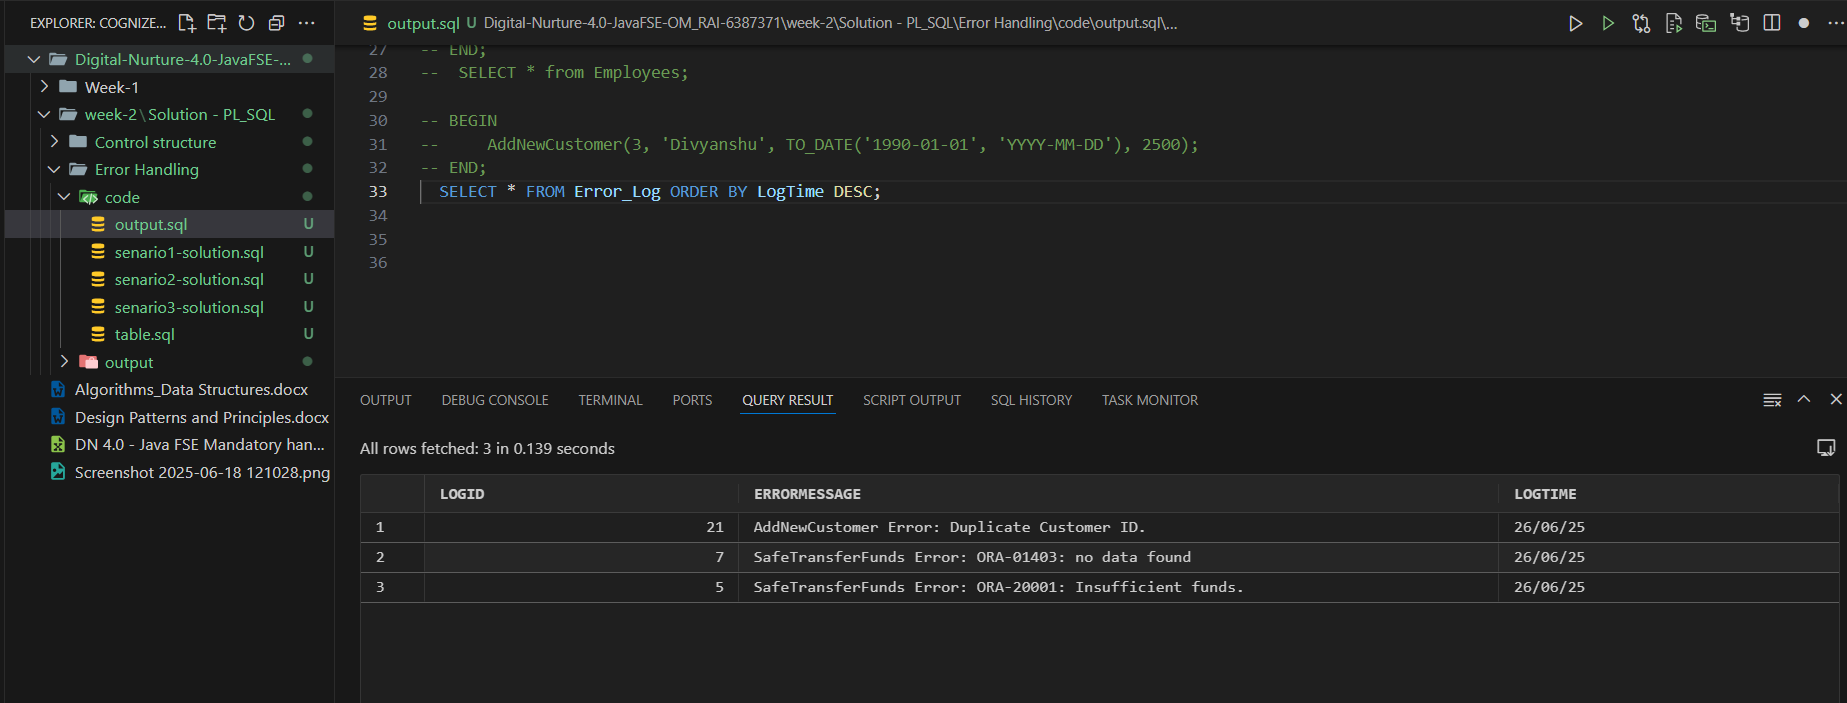 EXPLORER: COGNIZE...
Digital-Nurture-4.0-JavaFSE-...
Week-1
week-2\Solution - PL_SQL
Control structure
Error Handling
code
output.sql U
senario1-solution.sql U
senario2-solution.sql U
senario3-solution.sql U
table.sql U
output
Algorithms_Data Structures.docx
Design Patterns and Principles.docx
DN 4.0 - Java FSE Mandatory han...
Screenshot 2025-06-18 121028.png
output.sql U Digital-Nurture-4.0-JavaFSE-OM_RAI-6387371\week-2\Solution - PL_SQL\Error Handling\code\output.sql\...
27 -- END;
28 --  SELECT * from Employees;
29
30 -- BEGIN
31 --     AddNewCustomer(3, 'Divyanshu', TO_DATE('1990-01-01', 'YYYY-MM-DD'), 2500);
32 -- END;
33   SELECT * FROM Error_Log ORDER BY LogTime DESC;
34
35
36
OUTPUT DEBUG CONSOLE TERMINAL PORTS QUERY RESULT SCRIPT OUTPUT SQL HISTORY TASK MONITOR
All rows fetched: 3 in 0.139 seconds
LOGID ERRORMESSAGE LOGTIME
1 21 AddNewCustomer Error: Duplicate Customer ID. 26/06/25
2 7 SafeTransferFunds Error: ORA-01403: no data found 26/06/25
3 5 SafeTransferFunds Error: ORA-20001: Insufficient funds. 26/06/25